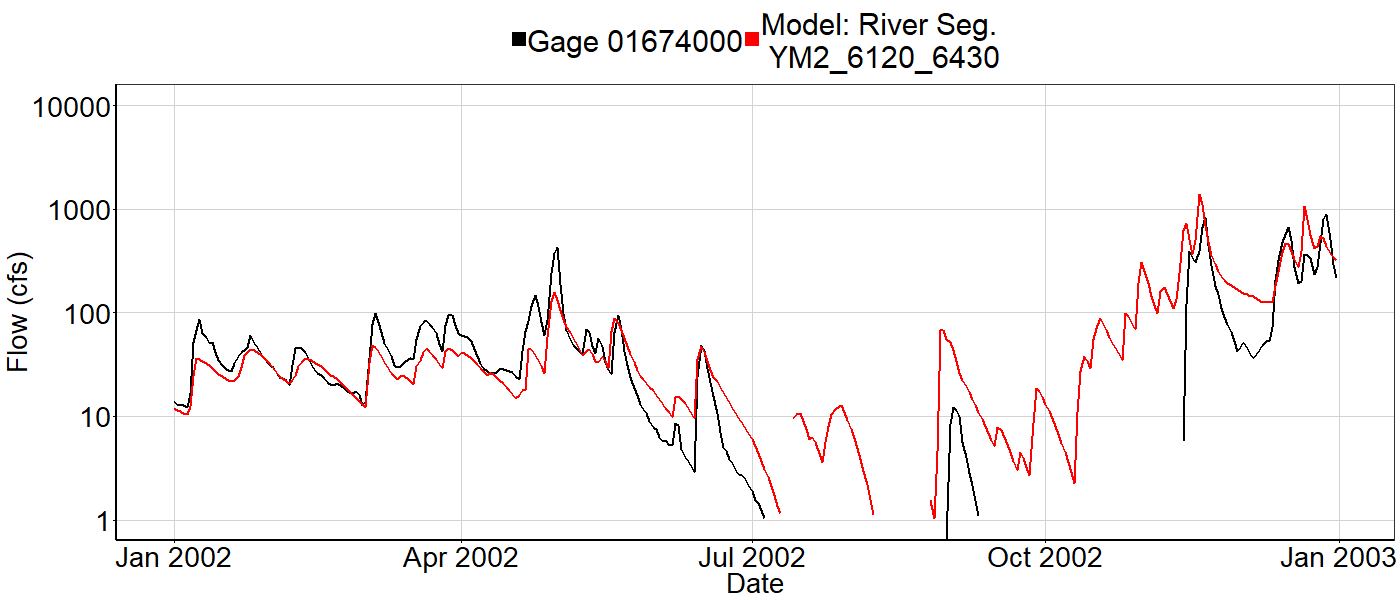 Gage 01674000
Model: River Seg.
YM2_6120_6430
10000
1000
100
10
1
Flow (cfs)
Jan 2002
Apr 2002
Jul 2002
Oct 2002
Jan 2003
Date